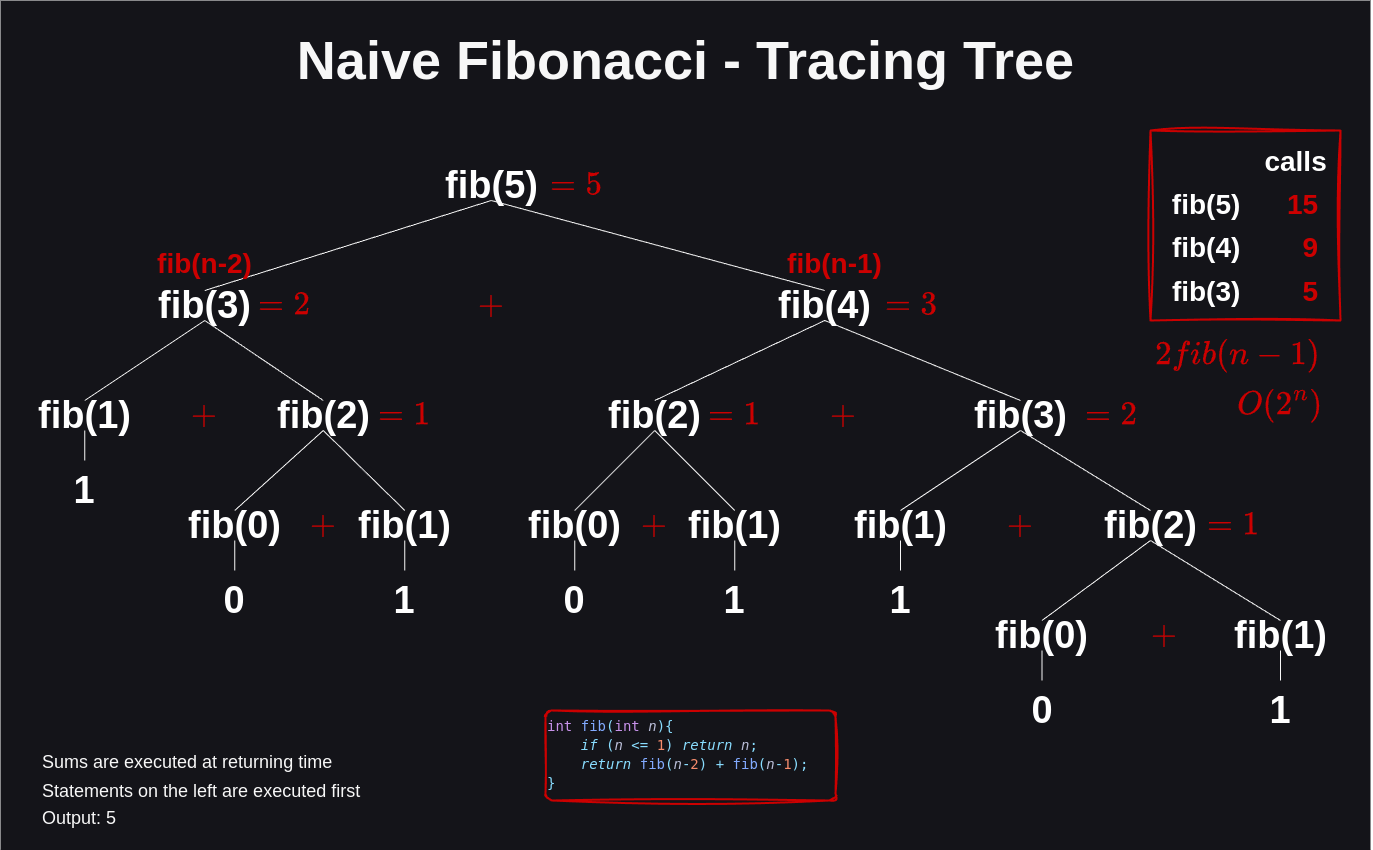 Naive Fibonacci - Tracing Tree
calls
fib(5) 15
fib(4) 9
fib(3) 5
2fib(n − 1)
O(2ⁿ)
fib(5) = 5
fib(n-2) fib(n-1)
fib(3) = 2 + fib(4) = 3
fib(1) + fib(2) = 1 fib(2) = 1 + fib(3) = 2
1
fib(0) + fib(1) fib(0) + fib(1) fib(1) + fib(2) = 1
0 1 0 1 1
fib(0) + fib(1)
0 1
int fib(int n){
if (n <= 1) return n;
return fib(n-2) + fib(n-1);
}
Sums are executed at returning time
Statements on the left are executed first
Output: 5